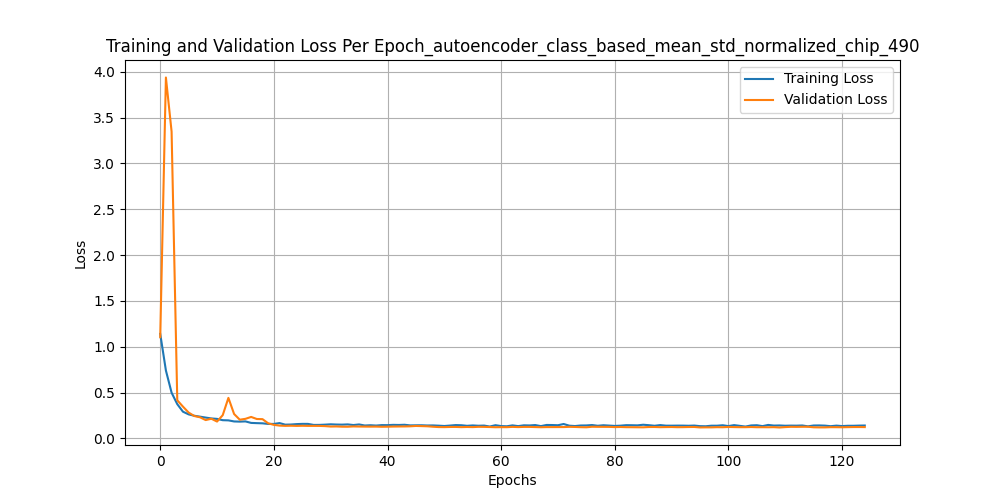 Training and Validation Loss Per Epoch_autoencoder_class_based_mean_std_normalized_chip_490
Training Loss
Validation Loss
4.0
3.5
3.0
2.5
2.0
1.5
1.0
0.5
0.0
Loss
0 20 40 60 80 100 120
Epochs